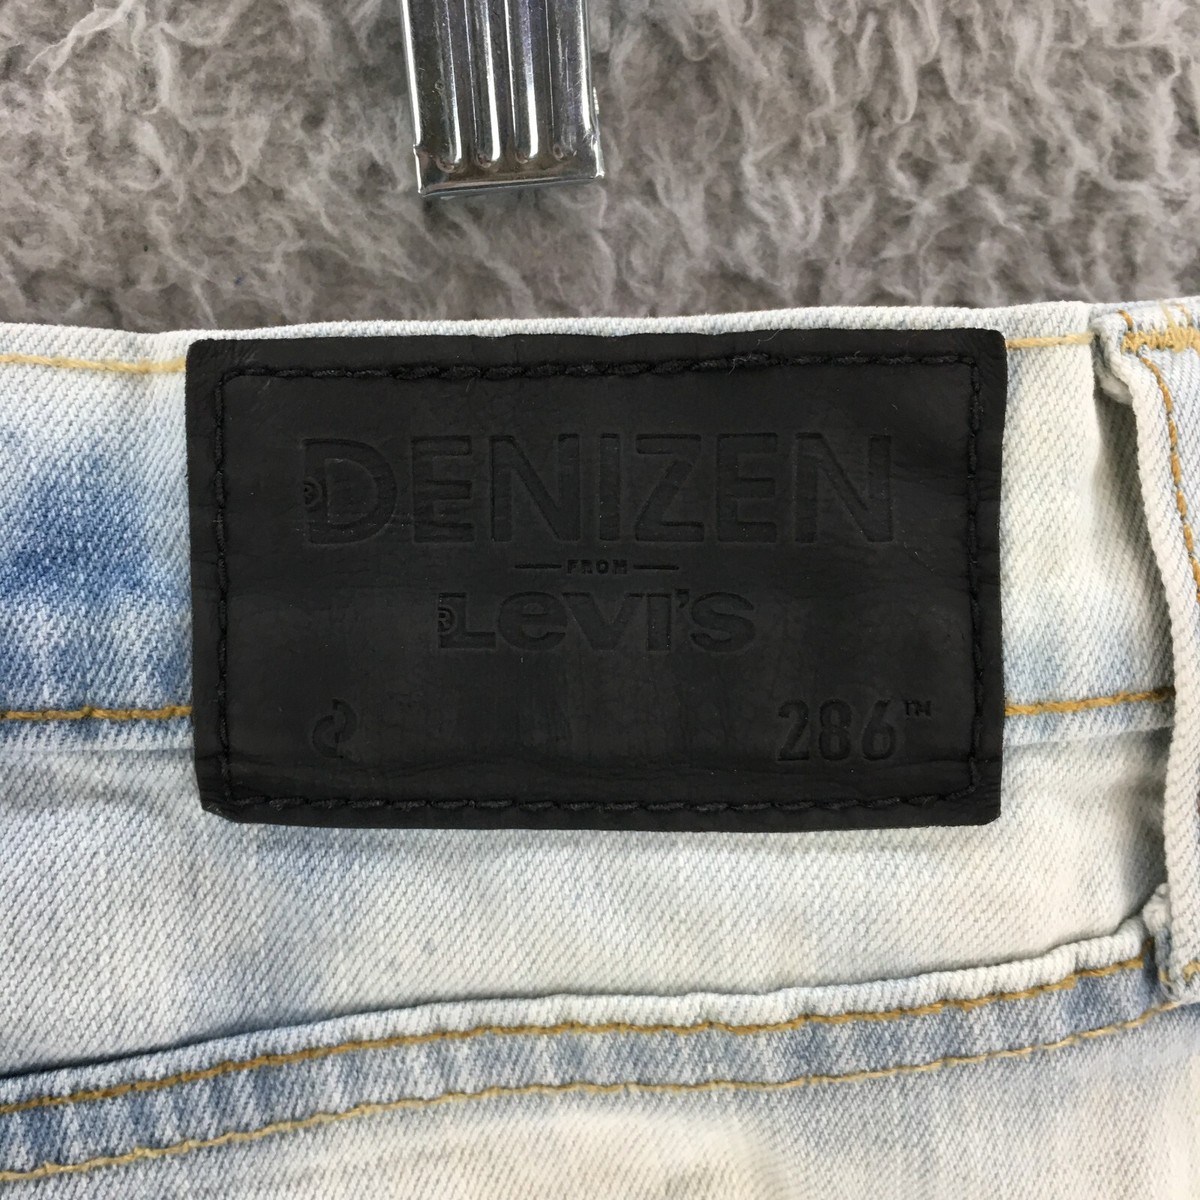 ®DENIZEN
FROM
®Levi's
286™